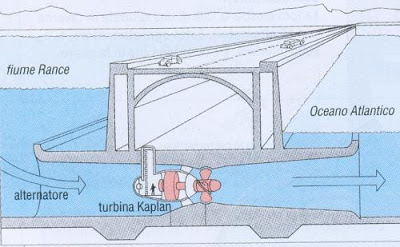 fiume Rance
Oceano Atlantico
alternatore
turbina Kaplan